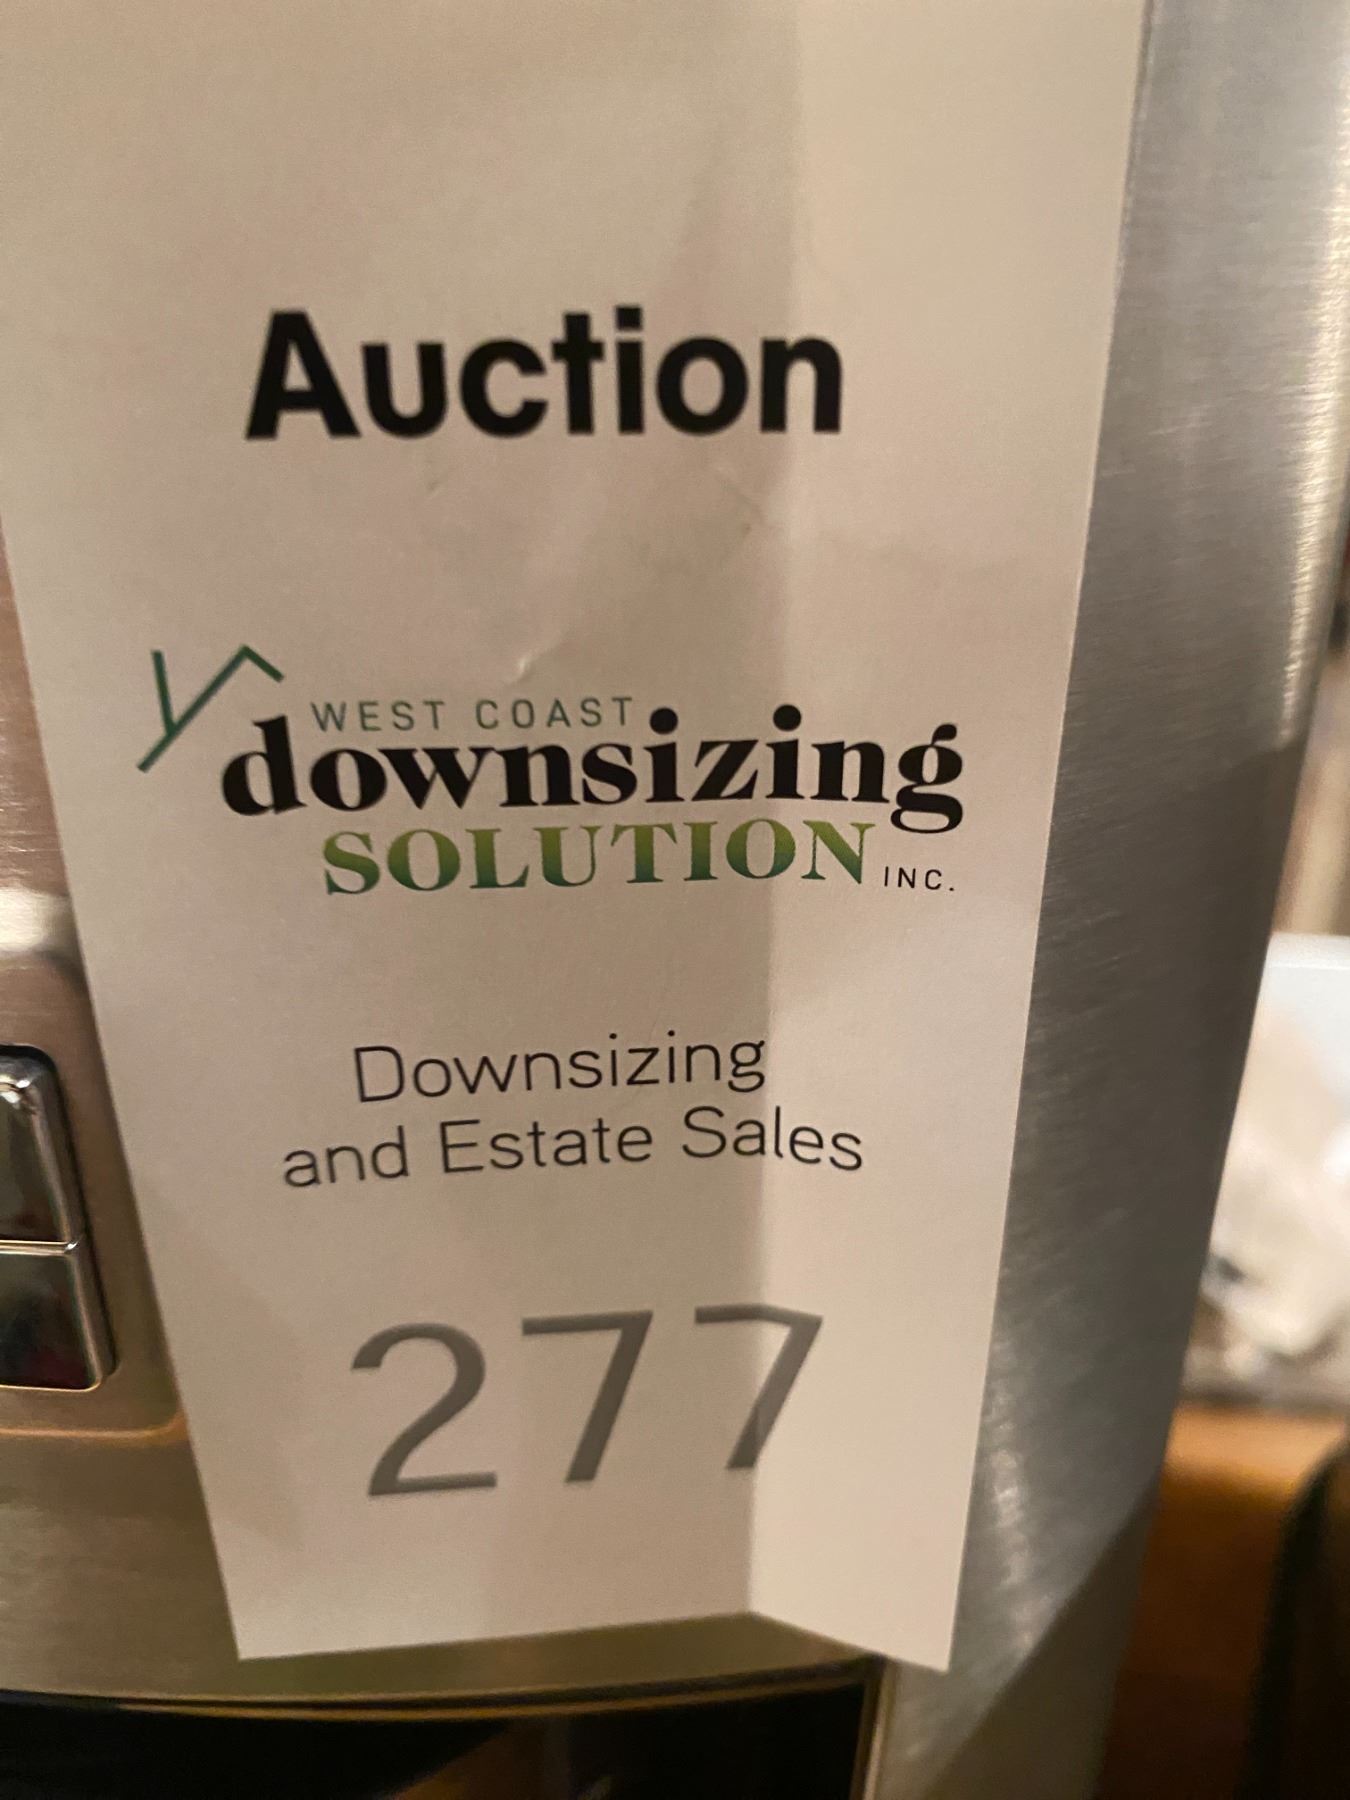 Auction
WEST COAST
downsizing
SOLUTION INC.
Downsizing
and Estate Sales
277